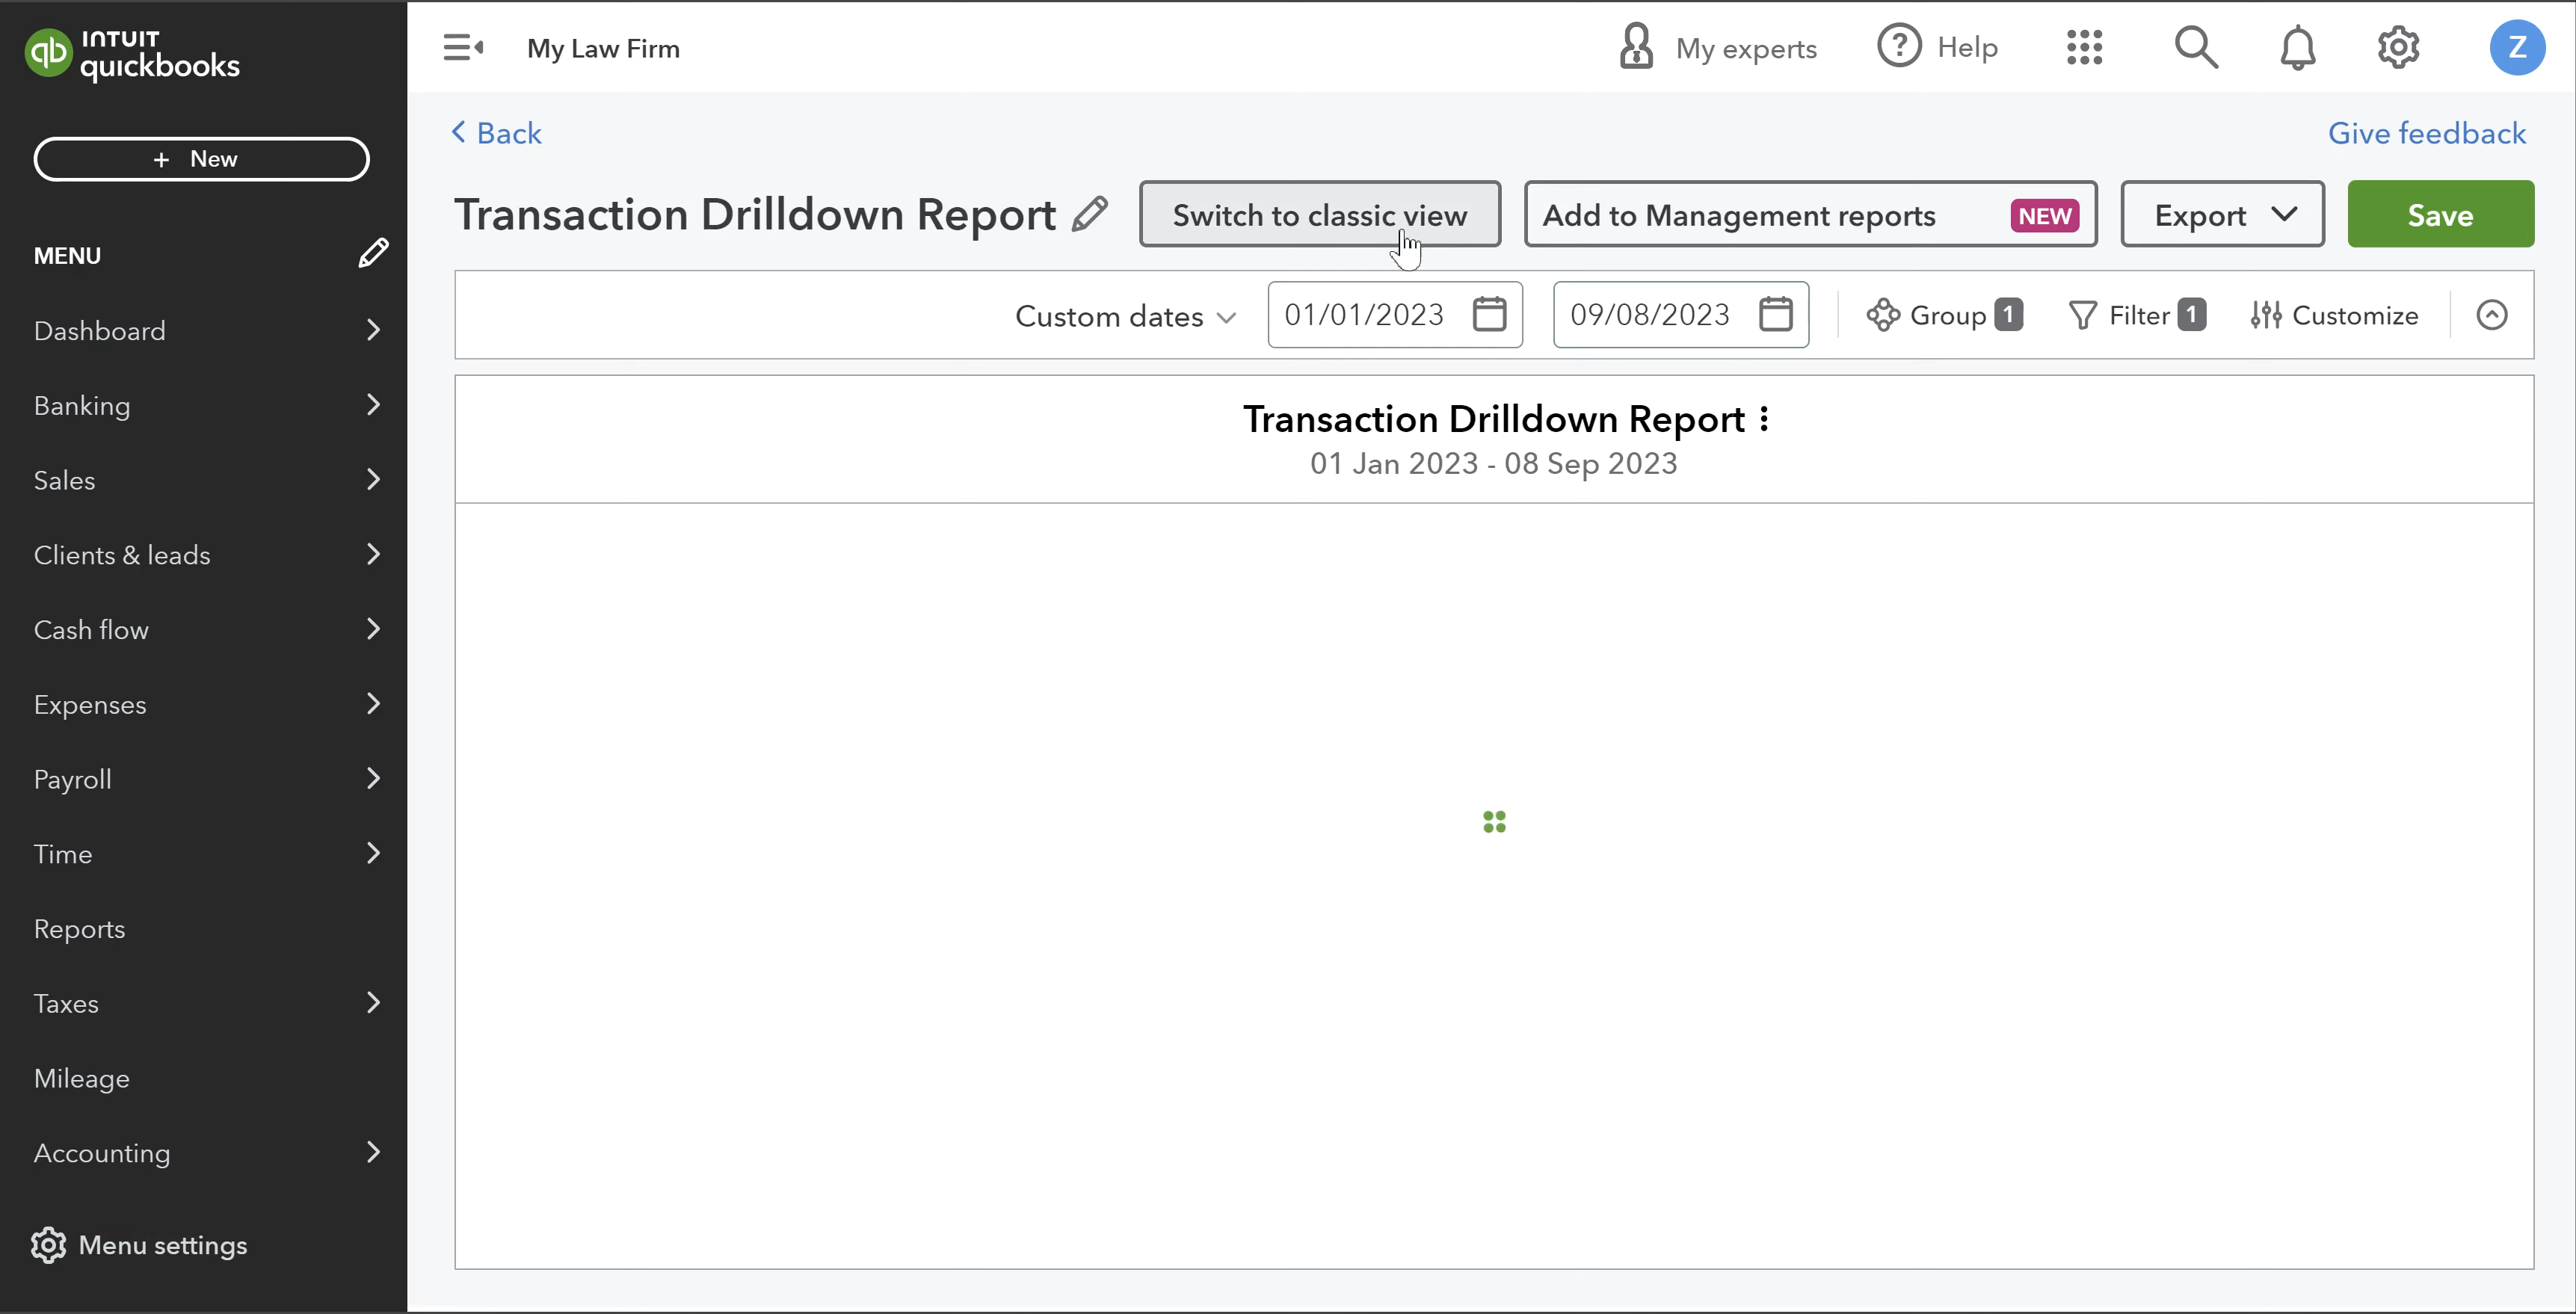 INTUIT
quickbooks
My Law Firm
My experts
Help
Z
+ New
Back
Give feedback
Transaction Drilldown Report
Switch to classic view
Add to Management reports NEW
Export
Save
MENU
Custom dates
01/01/2023
09/08/2023
Group 1
Filter 1
Customize
Transaction Drilldown Report
01 Jan 2023 - 08 Sep 2023
Dashboard
Banking
Sales
Clients & leads
Cash flow
Expenses
Payroll
Time
Reports
Taxes
Mileage
Accounting
Menu settings